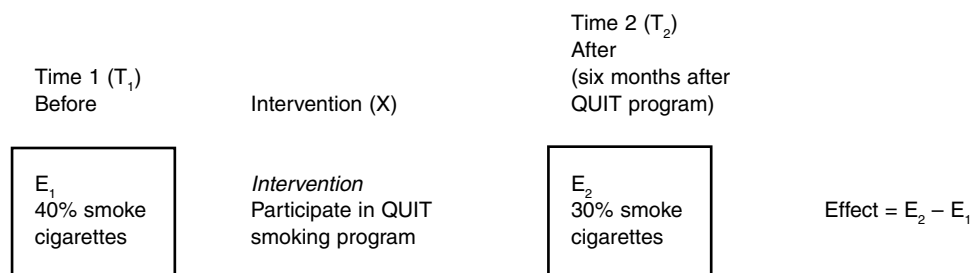 Time 1 (T₁)
Before
Intervention (X)
Time 2 (T₂)
After
(six months after
QUIT program)
E₁
40% smoke
cigarettes
Intervention
Participate in QUIT
smoking program
E₂
30% smoke
cigarettes
Effect = E₂ – E₁